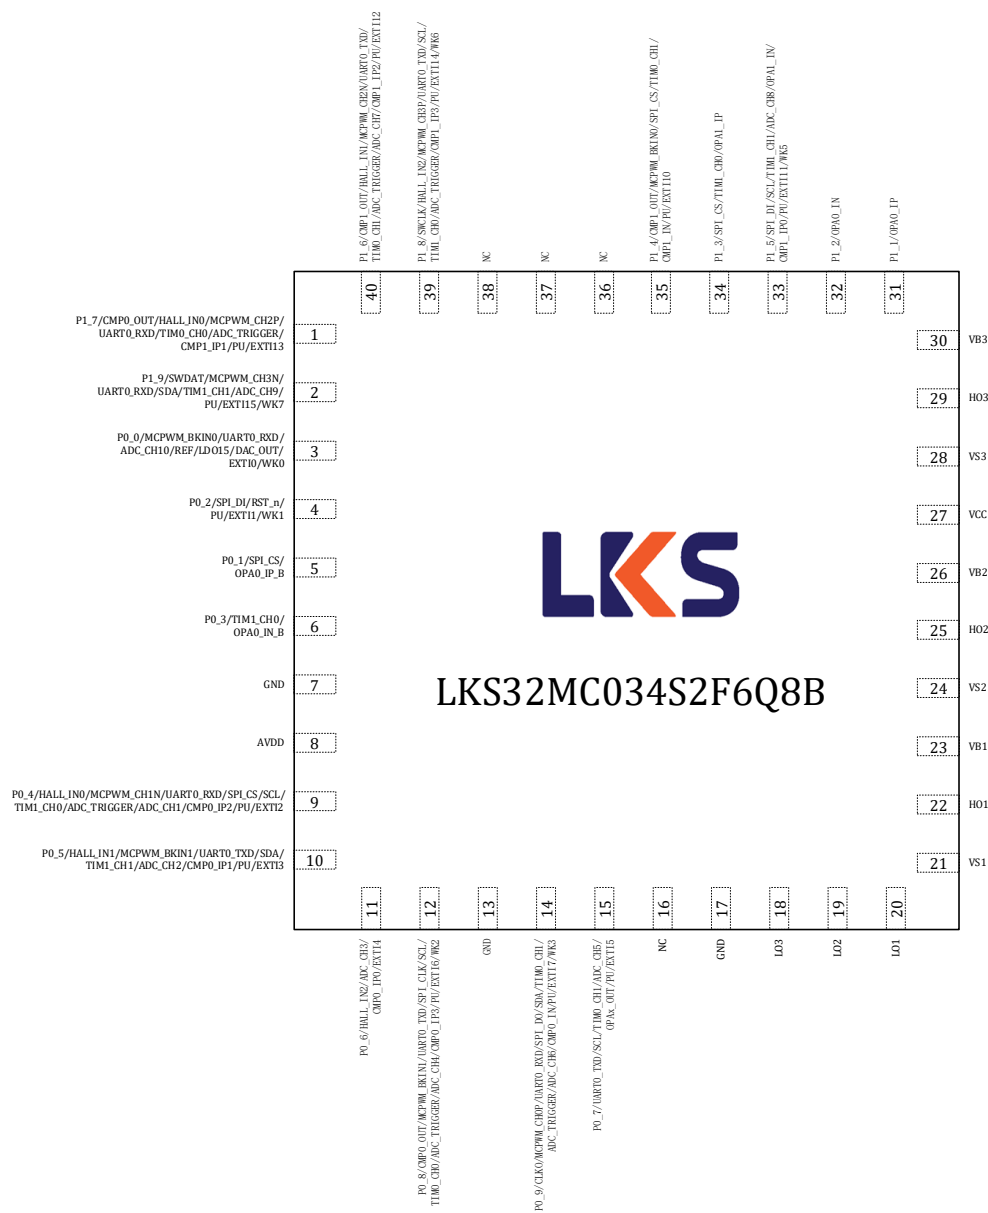 P1_6/CMP1_OUT/HALL_IN1/MCPWM_CH2N/UART0_TXD/
TIM0_CH1/ADC_TRIGGER/ADC_CH7/CMP1_IP2/PU/EXTI12
P1_8/SWCLK/HALL_IN2/MCPWM_CH3P/UART0_TXD/SCL/
TIM1_CH0/ADC_TRIGGER/CMP1_IP3/PU/EXTI14/WK6
NC
NC
NC
P1_4/CMP1_OUT/MCPWM_BKIN0/SPI_CS/TIM0_CH1/
CMP1_IN/PU/EXTI10
P1_3/SPI_CS/TIM1_CH0/OPA1_IP
P1_5/SPI_DI/SCL/TIM1_CH1/ADC_CH8/OPA1_IN/
CMP1_IP0/PU/EXTI11/WK5
P1_2/OPA0_IN
P1_1/OPA0_IP
40
39
38
37
36
35
34
33
32
31
P1_7/CMP0_OUT/HALL_IN0/MCPWM_CH2P/
UART0_RXD/TIM0_CH0/ADC_TRIGGER/
CMP1_IP1/PU/EXTI13
1
P1_9/SWDAT/MCPWM_CH3N/
UART0_RXD/SDA/TIM1_CH1/ADC_CH9/
PU/EXTI15/WK7
2
P0_0/MCPWM_BKIN0/UART0_RXD/
ADC_CH10/REF/LDO15/DAC_OUT/
EXTI0/WK0
3
P0_2/SPI_DI/RST_n/
PU/EXTI1/WK1
4
P0_1/SPI_CS/
OPA0_IP_B
5
P0_3/TIM1_CH0/
OPA0_IN_B
6
GND
7
AVDD
8
P0_4/HALL_IN0/MCPWM_CH1N/UART0_RXD/SPI_CS/SCL/
TIM1_CH0/ADC_TRIGGER/ADC_CH1/CMP0_IP2/PU/EXTI2
9
P0_5/HALL_IN1/MCPWM_BKIN1/UART0_TXD/SDA/
TIM1_CH1/ADC_CH2/CMP0_IP1/PU/EXTI3
10
LKS
LKS32MC034S2F6Q8B
30 VB3
29 HO3
28 VS3
27 VCC
26 VB2
25 HO2
24 VS2
23 VB1
22 HO1
21 VS1
11
12
13
14
15
16
17
18
19
20
P0_6/HALL_IN2/ADC_CH3/
CMP0_IP0/EXTI4
P0_8/CMP0_OUT/MCPWM_BKIN1/UART0_TXD/SPI_CLK/SCL/
TIM0_CH0/ADC_TRIGGER/ADC_CH4/CMP0_IP3/PU/EXTI6/WK2
GND
P0_9/CLKO/MCPWM_CH0P/UART0_RXD/SPI_DO/SDA/TIM0_CH1/
ADC_TRIGGER/ADC_CH6/CMP0_IN/PU/EXTI7/WK3
P0_7/UART0_TXD/SCL/TIM0_CH1/ADC_CH5/
OPAx_OUT/PU/EXTI5
NC
GND
LO3
LO2
LO1